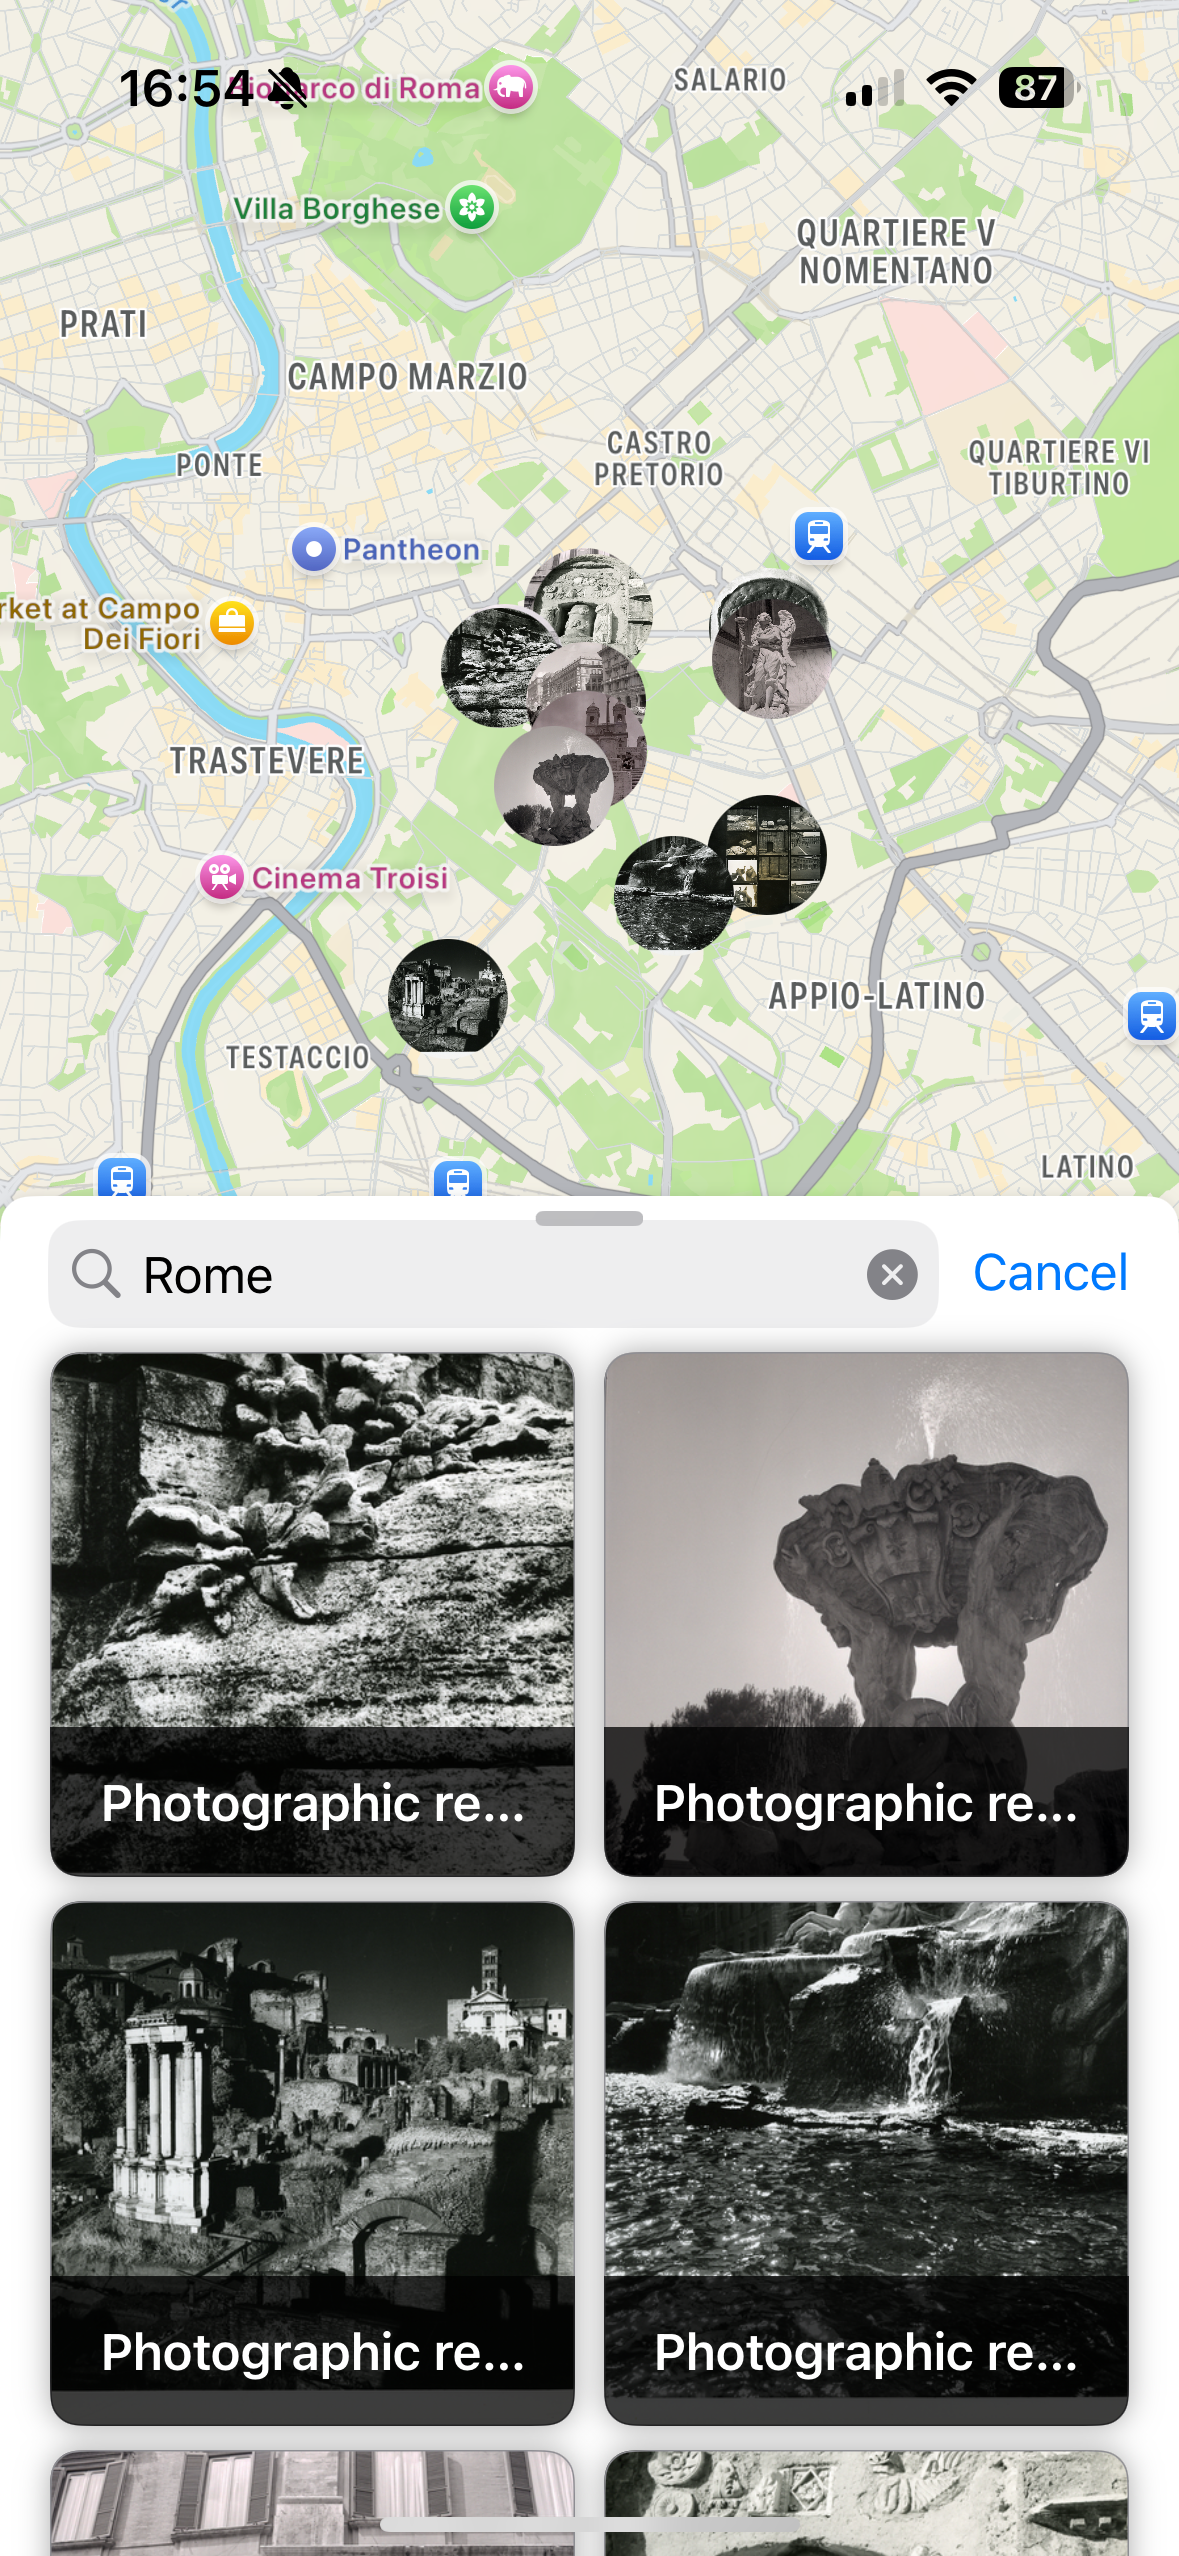 16:54
87
Bioparco di Roma
SALARIO
Villa Borghese
QUARTIERE V
NOMENTANO
PRATI
CAMPO MARZIO
CASTRO
PRETORIO
QUARTIERE VI
TIBURTINO
PONTE
Pantheon
rket at Campo
Dei Fiori
TRASTEVERE
Cinema Troisi
APPIO-LATINO
TESTACCIO
LATINO
Rome
Cancel
Photographic re...
Photographic re...
Photographic re...
Photographic re...